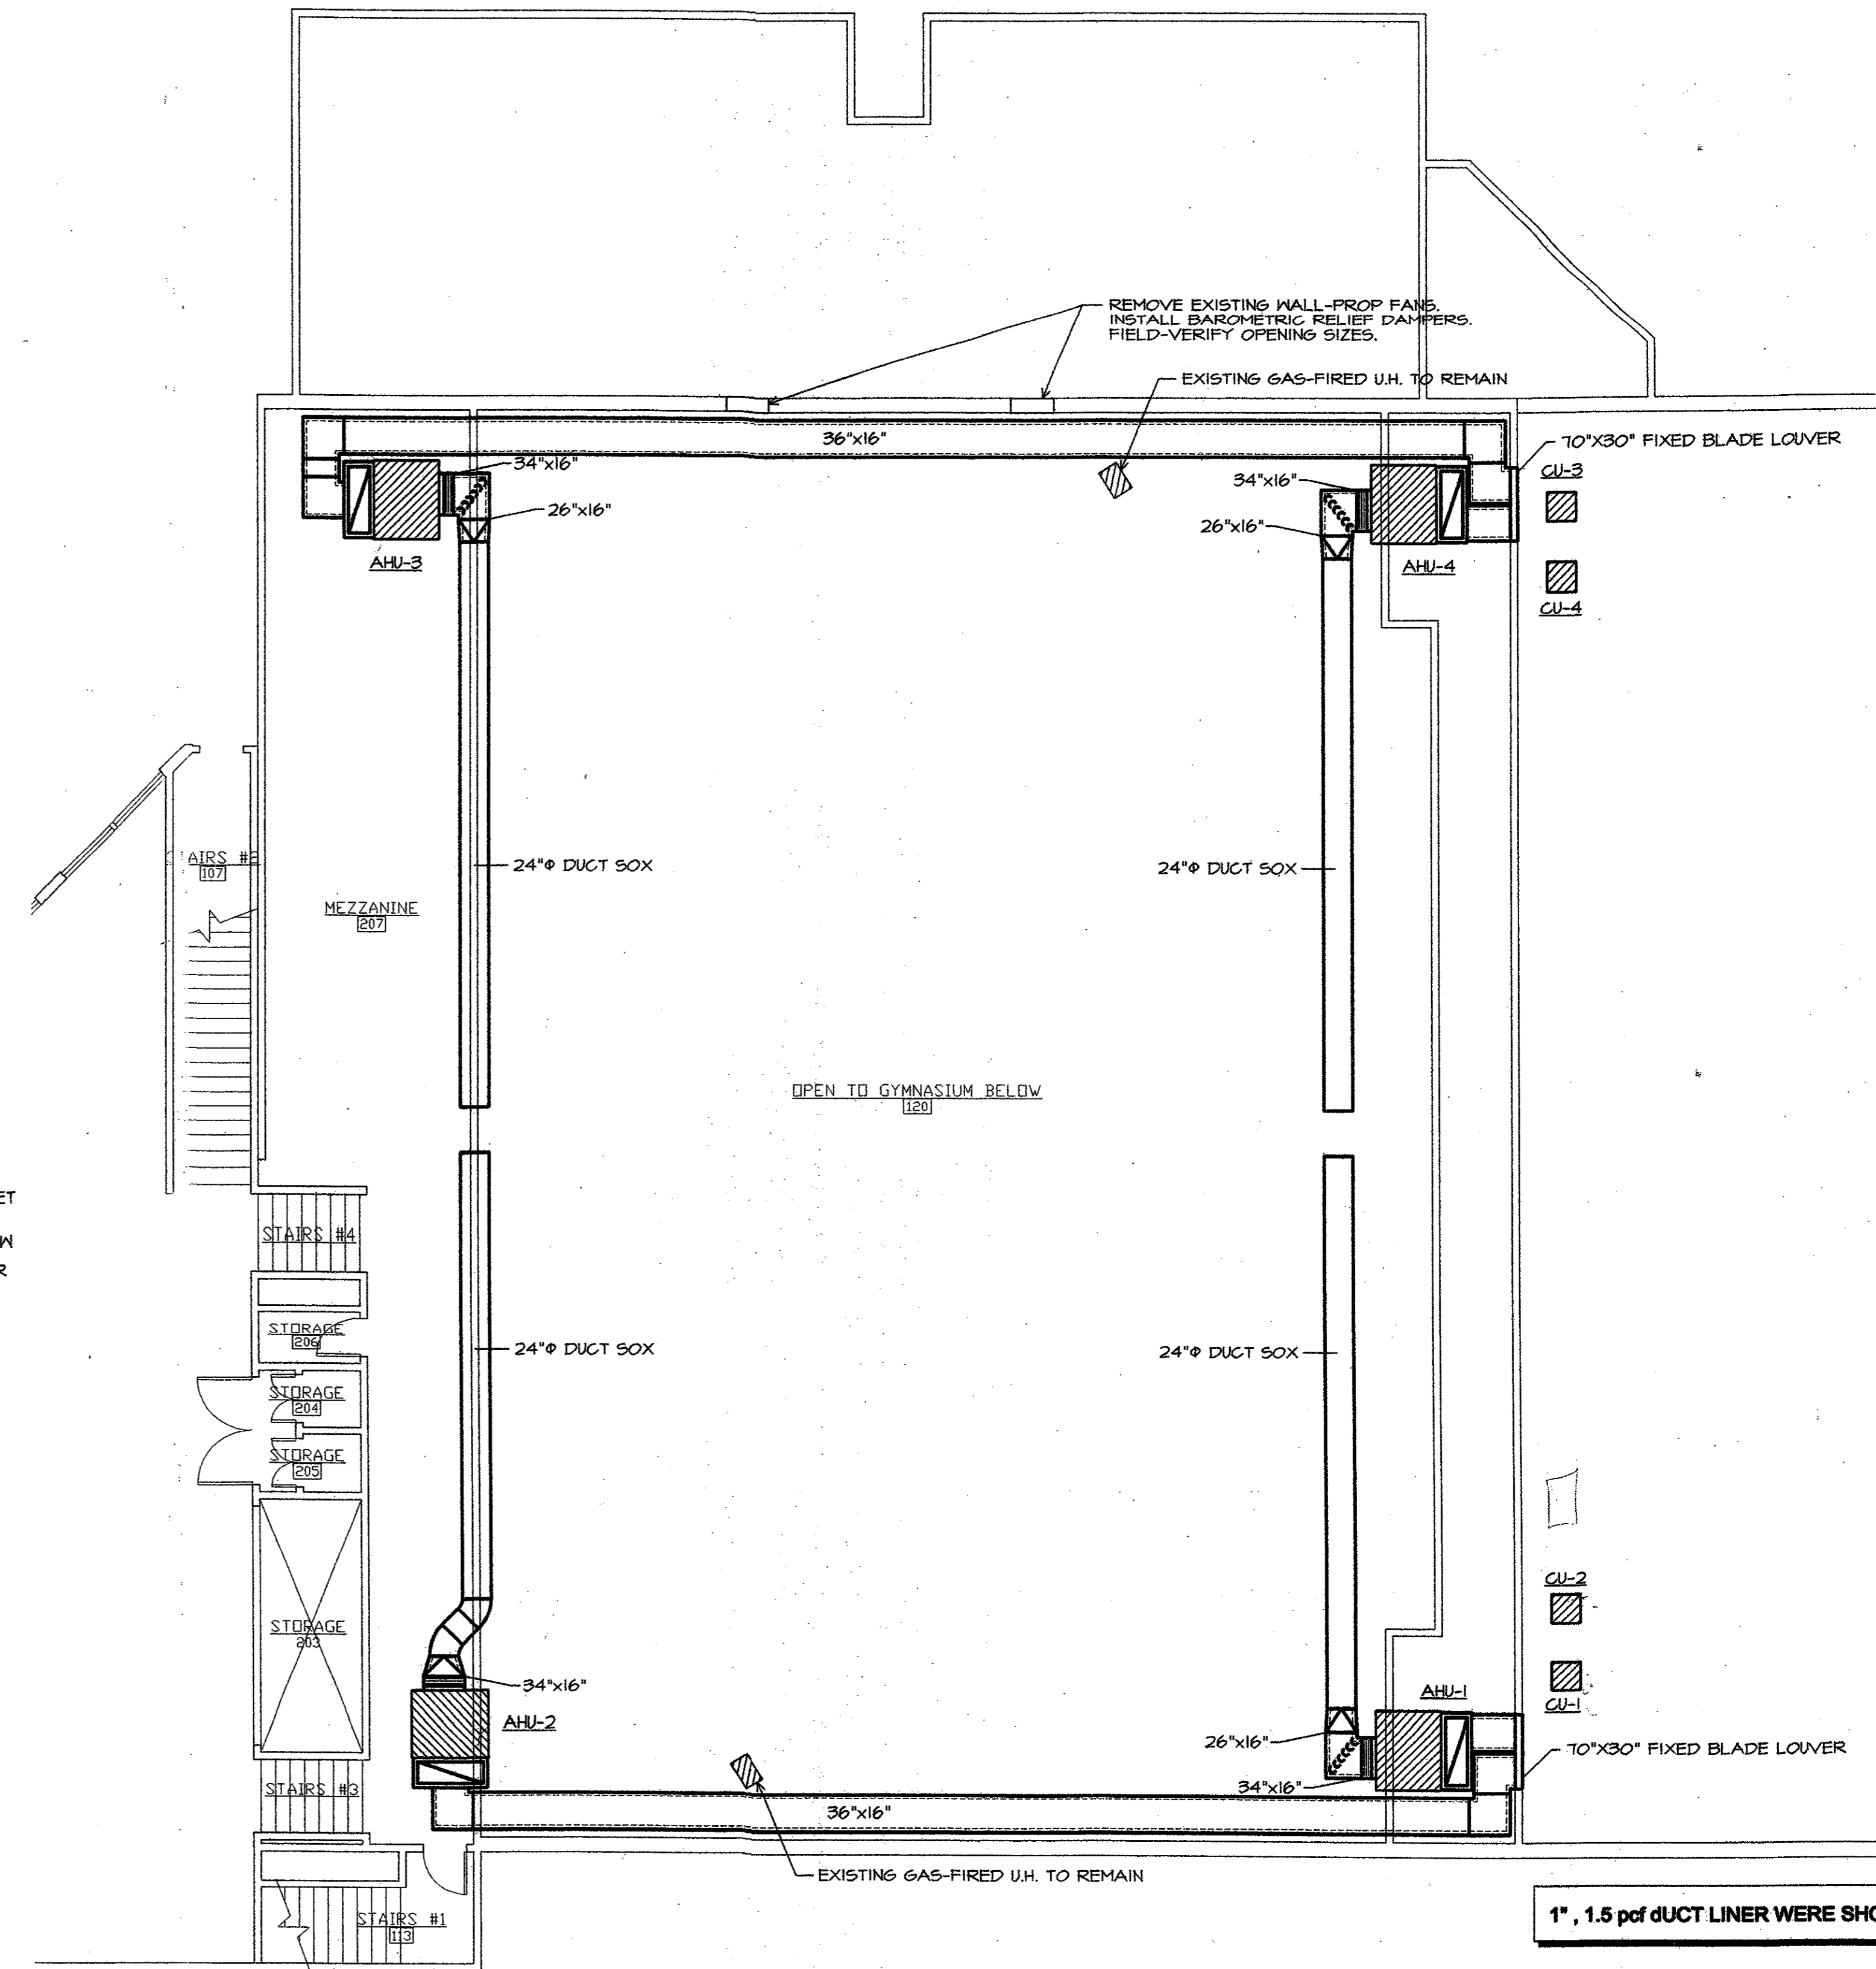 REMOVE EXISTING WALL-PROP FANS.
INSTALL BAROMETRIC RELIEF DAMPERS.
FIELD-VERIFY OPENING SIZES.
EXISTING GAS-FIRED U.H. TO REMAIN
36"x16"
70"X30" FIXED BLADE LOUVER
34"x16"
34"x16"
CU-3
26"x16"
26"x16"
AHU-3
AHU-4
CU-4
AIRS #2
107
24"Φ DUCT SOX
24"Φ DUCT SOX
MEZZANINE
207
OPEN TO GYMNASIUM BELOW
120
ET
W
R
STAIRS #4
STORAGE
206
24"Φ DUCT SOX
24"Φ DUCT SOX
STORAGE
204
STORAGE
205
CU-2
STORAGE
203
34"x16"
AHU-2
AHU-1
CU-1
26"x16"
70"X30" FIXED BLADE LOUVER
34"x16"
STAIRS #3
36"x16"
EXISTING GAS-FIRED U.H. TO REMAIN
STAIRS #1
113
1" , 1.5 pcf dUCT LINER WERE SHO